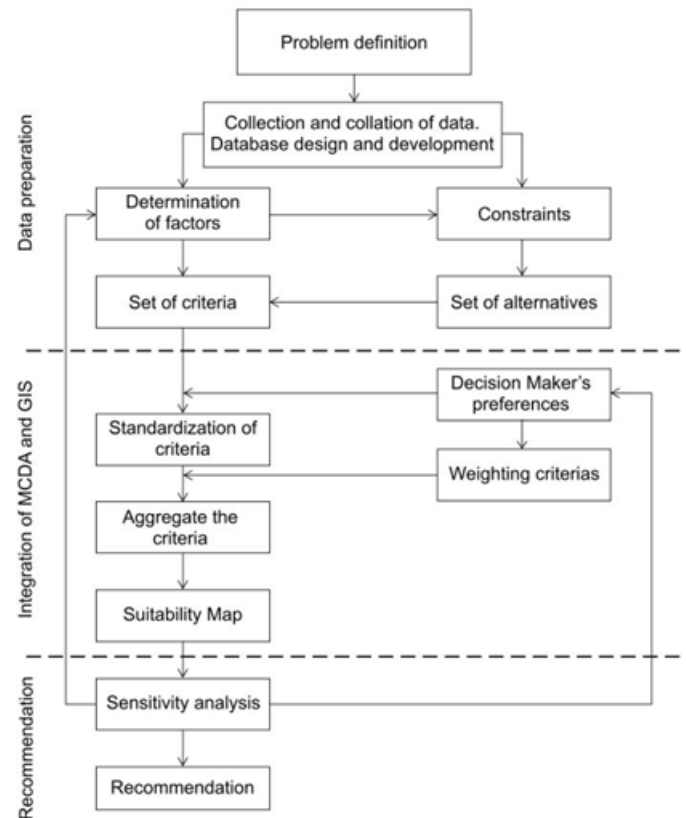 Problem definition
Collection and collation of data.
Database design and development
Data preparation
Determination
of factors
Constraints
Set of criteria
Set of alternatives
Integration of MCDA and GIS
Decision Maker's
preferences
Standardization of
criteria
Weighting criterias
Aggregate the
criteria
Suitability Map
Recommendation
Sensitivity analysis
Recommendation